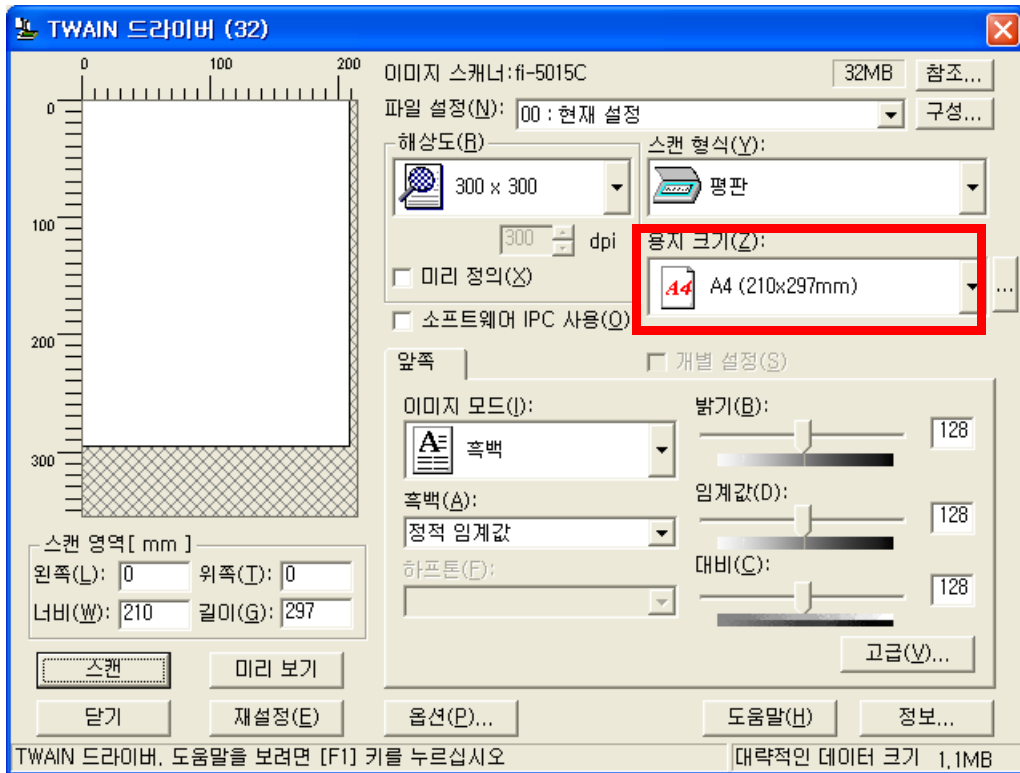 TWAIN 드라이버 (32)
0 100 200
0
100
200
300
이미지 스캐너:fi-5015C
32MB
참조...
파일 설정(N):
00 : 현재 설정
구성...
해상도(R)
300 x 300
300 dpi
미리 정의(X)
소프트웨어 IPC 사용(O)
스캔 형식(Y):
평판
용지 크기(Z):
A4
A4 (210x297mm)
...
앞쪽
개별 설정(S)
이미지 모드(I):
A
흑백
흑백(A):
정적 임계값
하프톤(F):
밝기(B):
128
임계값(D):
128
대비(C):
128
고급(V)...
스캔 영역[ mm ]
왼쪽(L): 0 위쪽(T): 0
너비(W): 210 길이(G): 297
스캔 미리 보기
닫기 재설정(E) 옵션(P)... 도움말(H) 정보...
TWAIN 드라이버, 도움말을 보려면 [F1] 키를 누르십시오
대략적인 데이터 크기 1,1MB